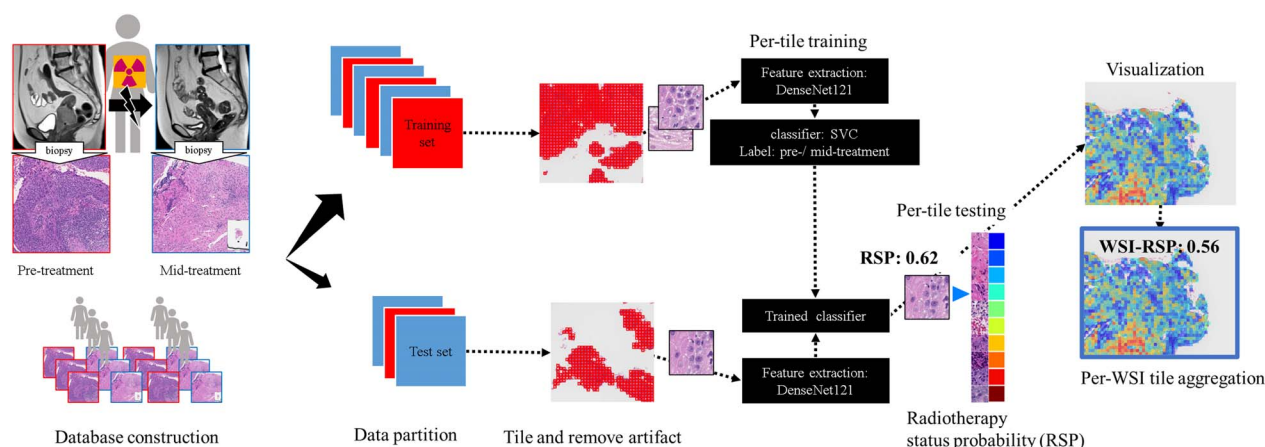 biopsy
biopsy
Pre-treatment
Mid-treatment
Database construction
Training
set
Test set
Data partition
Tile and remove artifact
Per-tile training
Feature extraction:
DenseNet121
classifier: SVC
Label: pre-/ mid-treatment
Trained classifier
Feature extraction:
DenseNet121
Per-tile testing
RSP: 0.62
Radiotherapy
status probability (RSP)
Visualization
WSI-RSP: 0.56
Per-WSI tile aggregation